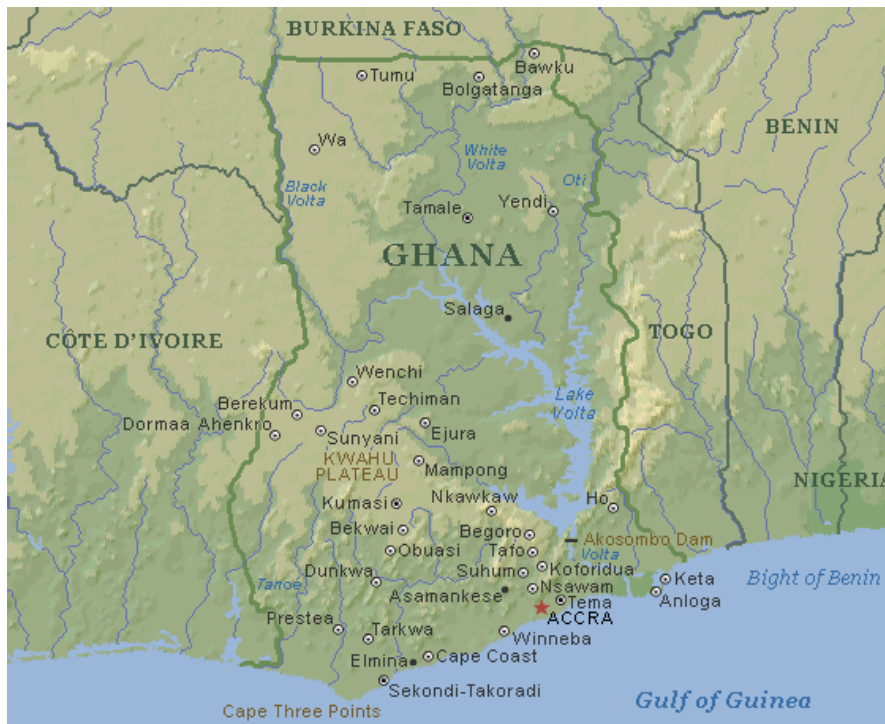 BURKINA FASO
Bawku
Tumu
Bolgatanga
BENIN
Wa
White
Volta
Black
Volta
Oti
Tamale
Yendi
GHANA
Salaga
CÔTE D'IVOIRE
TOGO
Wenchi
Lake
Volta
Berekum
Techiman
Dormaa Ahenkro
Sunyani
Ejura
KWAHU
PLATEAU
Mampong
NIGERIA
Kumasi
Nkawkaw
Ho
Bekwai
Begoro
Akosombo Dam
Obuasi
Tafo
Volta
Dunkwa
Suhum
Koforidua
Tanoé
Keta
Bight of Benin
Asamankese
Nsawam
Tema
Anloga
ACCRA
Prestea
Tarkwa
Winneba
Elmina
Cape Coast
Sekondi-Takoradi
Gulf of Guinea
Cape Three Points